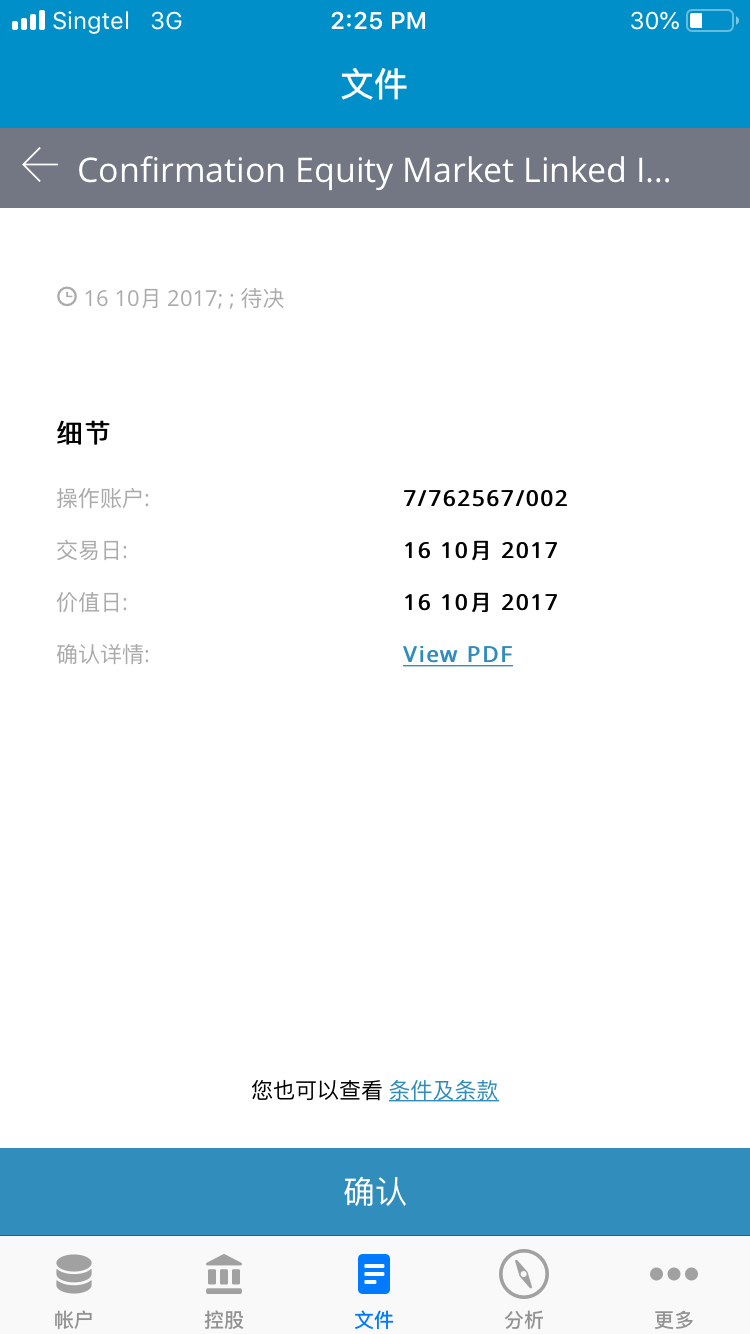 Singtel 3G 2:25 PM 30%
文件
Confirmation Equity Market Linked I...
16 10月 2017; ; 待决
细节
操作账户: 7/762567/002
交易日: 16 10月 2017
价值日: 16 10月 2017
确认详情: View PDF
您也可以查看 条件及条款
确认
帐户 控股 文件 分析 更多